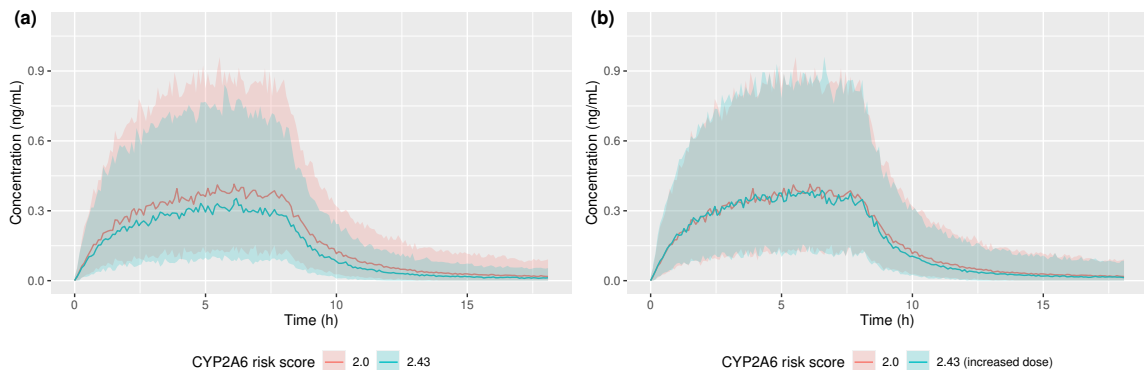 (a)
Concentration (ng/mL)
0.9
0.6
0.3
0.0
0
5
10
15
Time (h)
CYP2A6 risk score 2.0 2.43
(b)
Concentration (ng/mL)
0.9
0.6
0.3
0.0
0
5
10
15
Time (h)
CYP2A6 risk score 2.0 2.43 (increased dose)